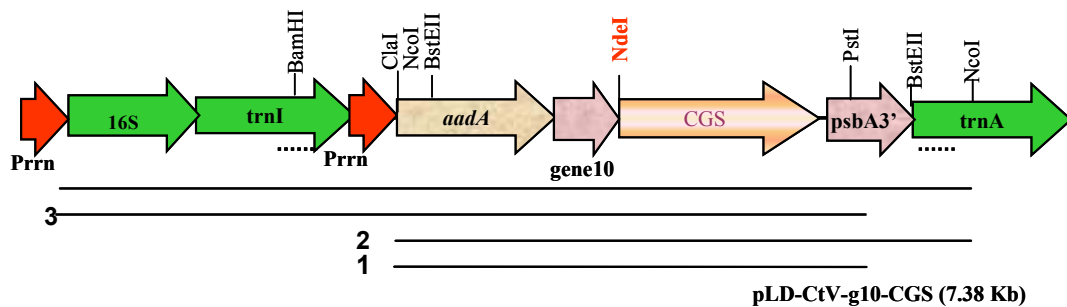 BamHI
ClaI
NcoI
BstEII
NdeI
PstI
BstEII
NcoI
16S
trnI
aadA
CGS
psbA3'
trnA
Prrn
Prrn
gene10
3
2
1
pLD-CtV-g10-CGS (7.38 Kb)